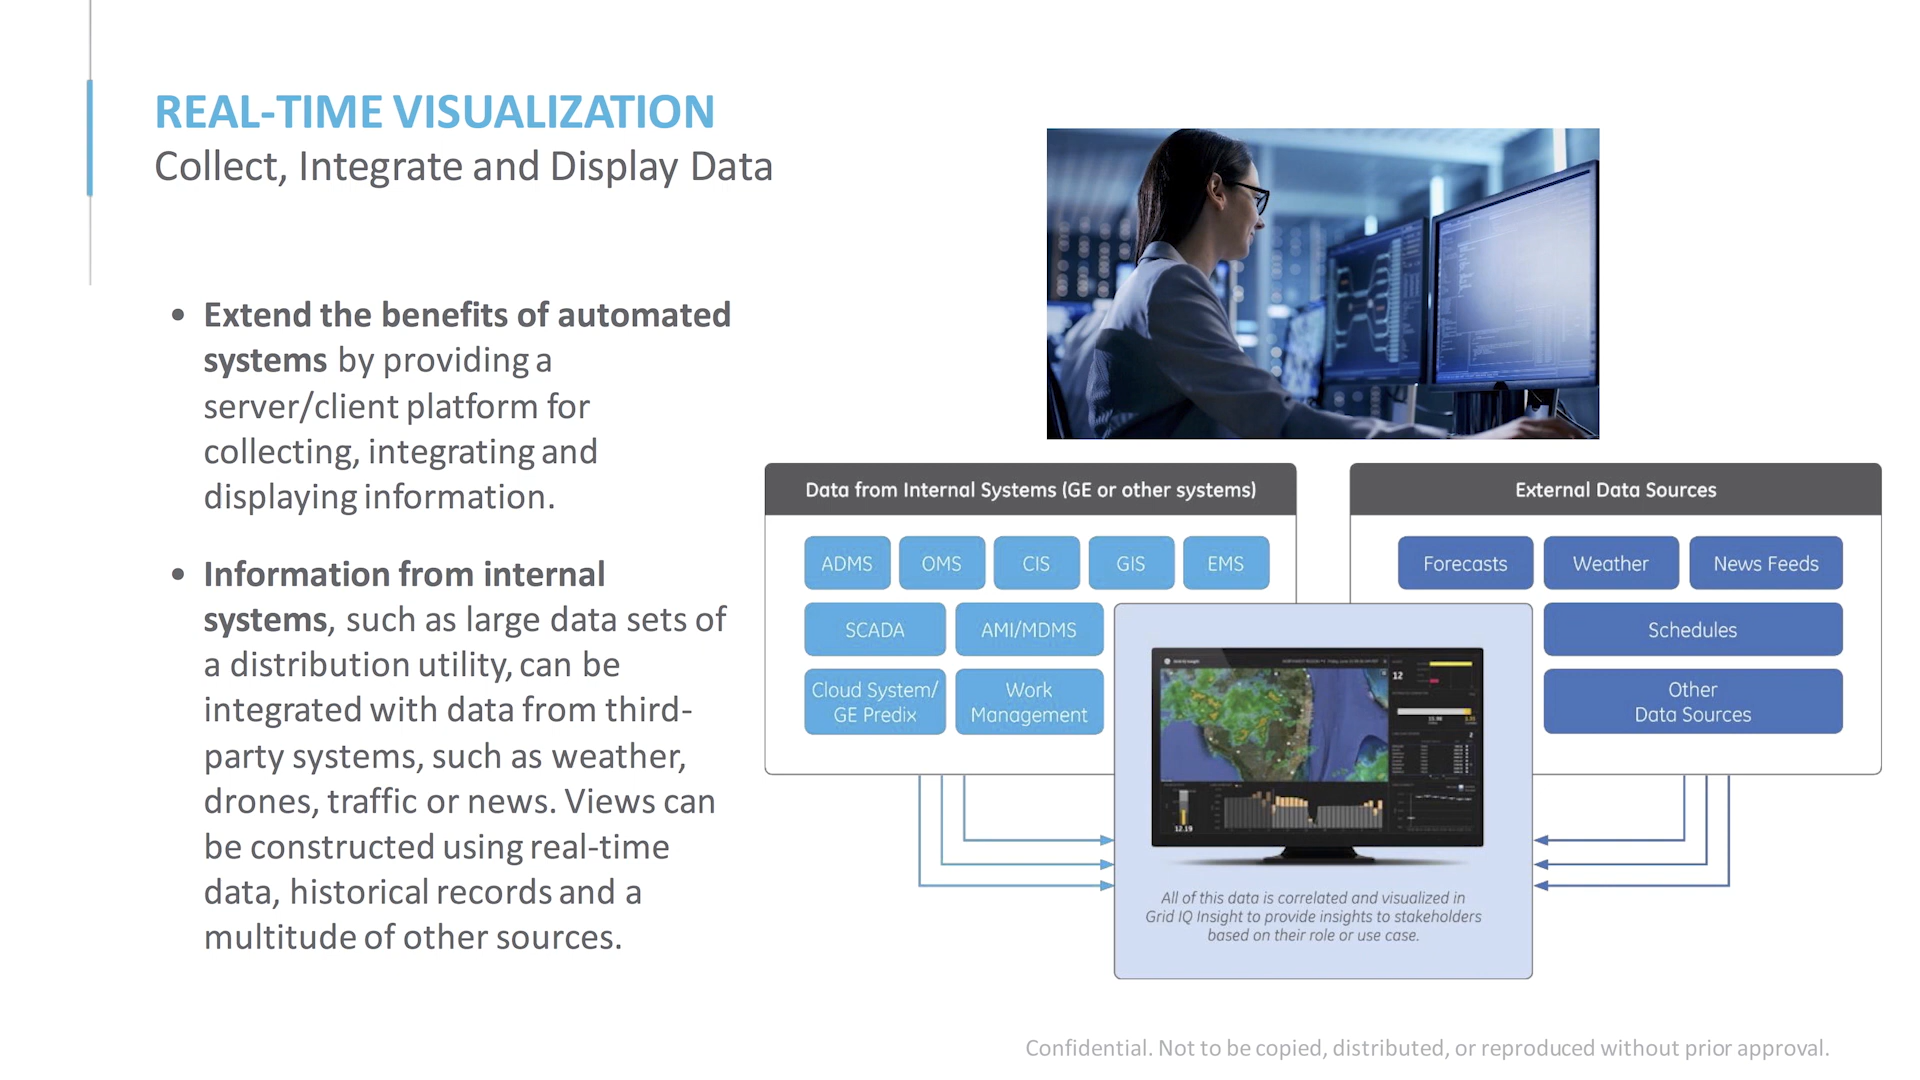 REAL-TIME VISUALIZATION
Collect, Integrate and Display Data
• Extend the benefits of automated
systems by providing a
server/client platform for
collecting, integrating and
displaying information.
• Information from internal
systems, such as large data sets of
a distribution utility, can be
integrated with data from third-
party systems, such as weather,
drones, traffic or news. Views can
be constructed using real-time
data, historical records and a
multitude of other sources.
Data from Internal Systems (GE or other systems)
ADMS
OMS
CIS
GIS
EMS
SCADA
AMI/MDMS
Cloud System/
GE Predix
Work
Management
External Data Sources
Forecasts
Weather
News Feeds
Schedules
Other
Data Sources
Grid IQ Insight
12
12.19
All of this data is correlated and visualized in
Grid IQ Insight to provide insights to stakeholders
based on their role or use case.
Confidential. Not to be copied, distributed, or reproduced without prior approval.